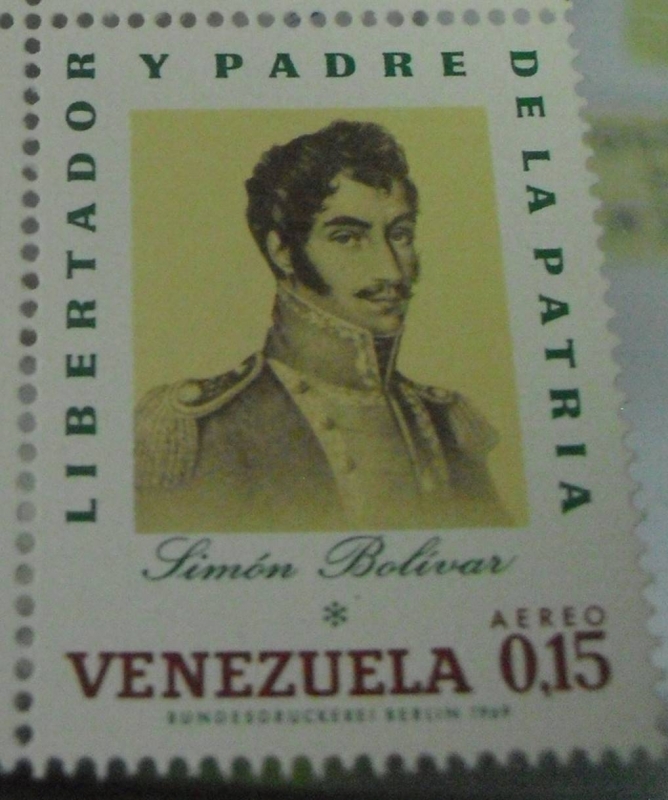 LIBERTADOR Y PADRE DE LA PATRIA
Simón Bolívar
*
AEREO
VENEZUELA 0,15
BUNDESDRUCKEREI BERLIN 1969